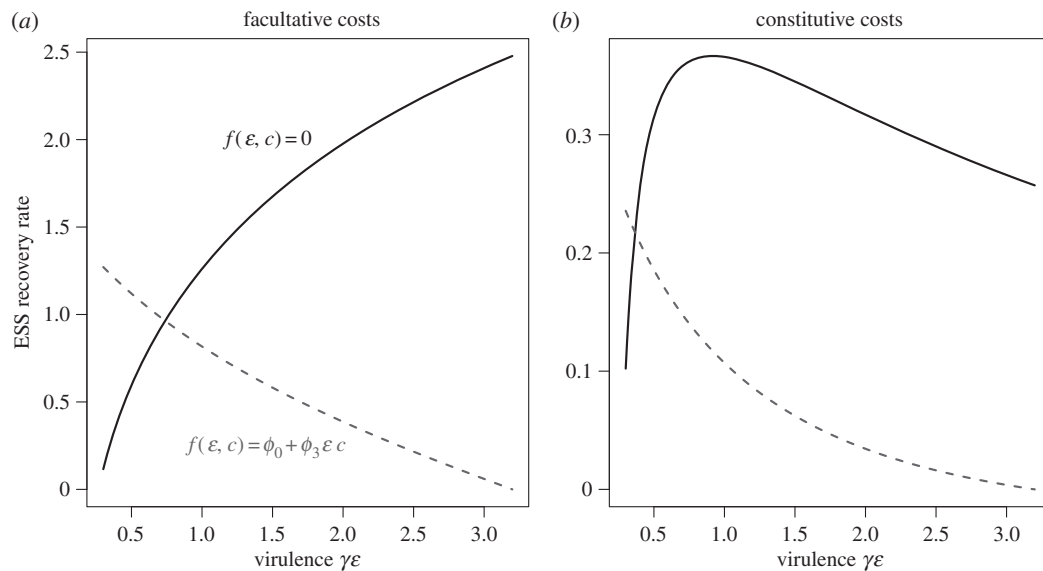 (a)
facultative costs
(b)
constitutive costs
ESS recovery rate
2.5
2.0
1.5
1.0
0.5
0
f(ε, c) = 0
f(ε, c) = ϕ0 + ϕ3 ε c
0.5 1.0 1.5 2.0 2.5 3.0
virulence γε
0.3
0.2
0.1
0
0.5 1.0 1.5 2.0 2.5 3.0
virulence γε